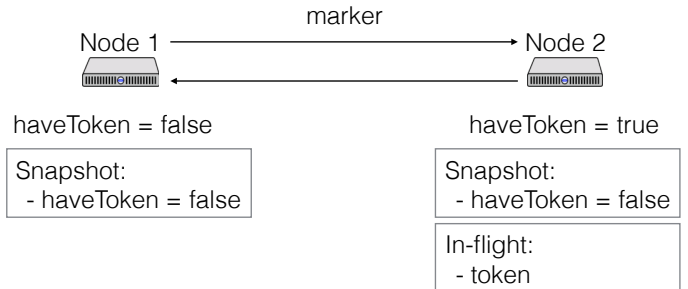 marker
Node 1
Node 2
haveToken = false
haveToken = true
Snapshot:
- haveToken = false
Snapshot:
- haveToken = false
In-flight:
- token